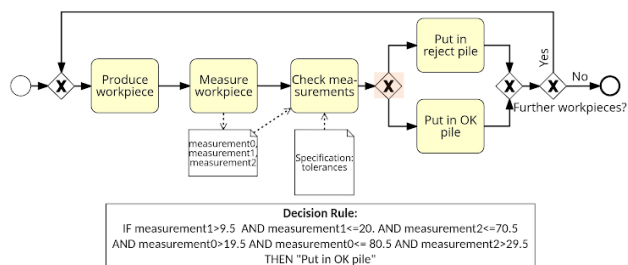 Put in
reject pile
Yes
Produce
workpiece
Measure
workpiece
Check mea-
surements
X
X
X
X
No
Put in OK
pile
Further workpieces?
measurement0,
measurement1,
measurement2
Specification:
tolerances
Decision Rule:
IF measurement1>9.5 AND measurement1<=20. AND measurement2<=70.5
AND measurement0>19.5 AND measurement0<= 80.5 AND measurement2>29.5
THEN "Put in OK pile"